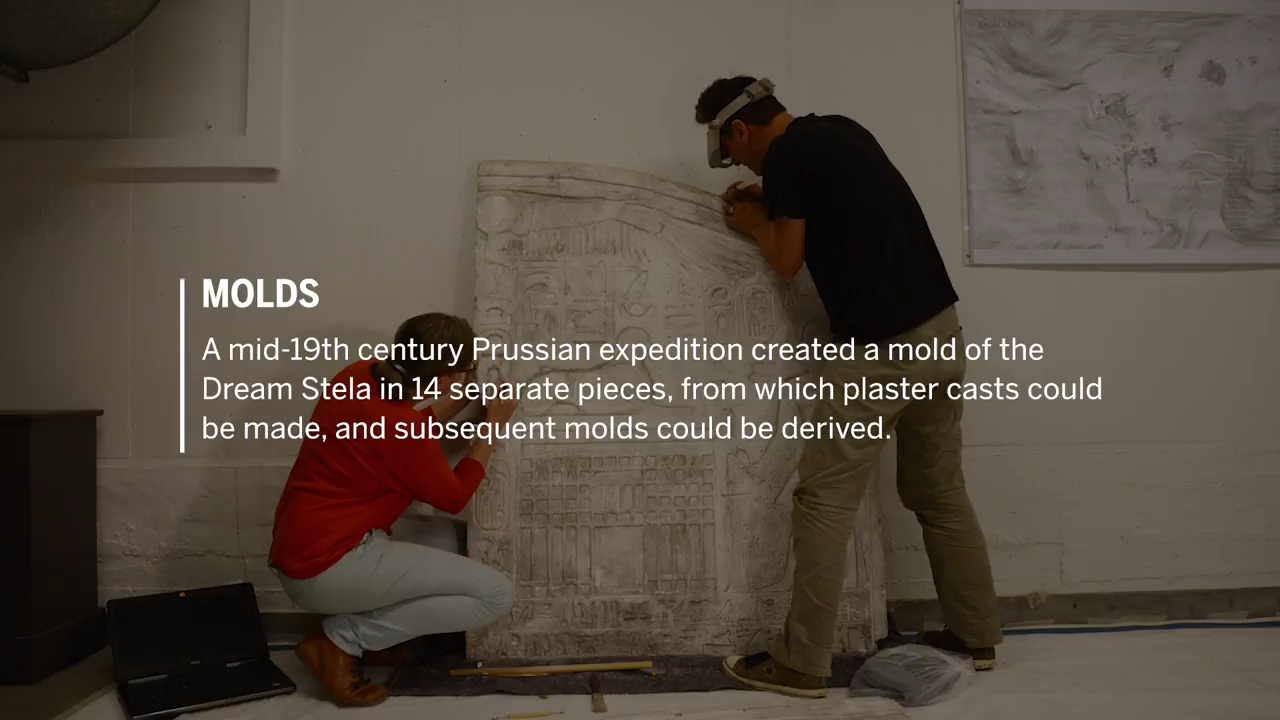 MOLDS
A mid-19th century Prussian expedition created a mold of the
Dream Stela in 14 separate pieces, from which plaster casts could
be made, and subsequent molds could be derived.